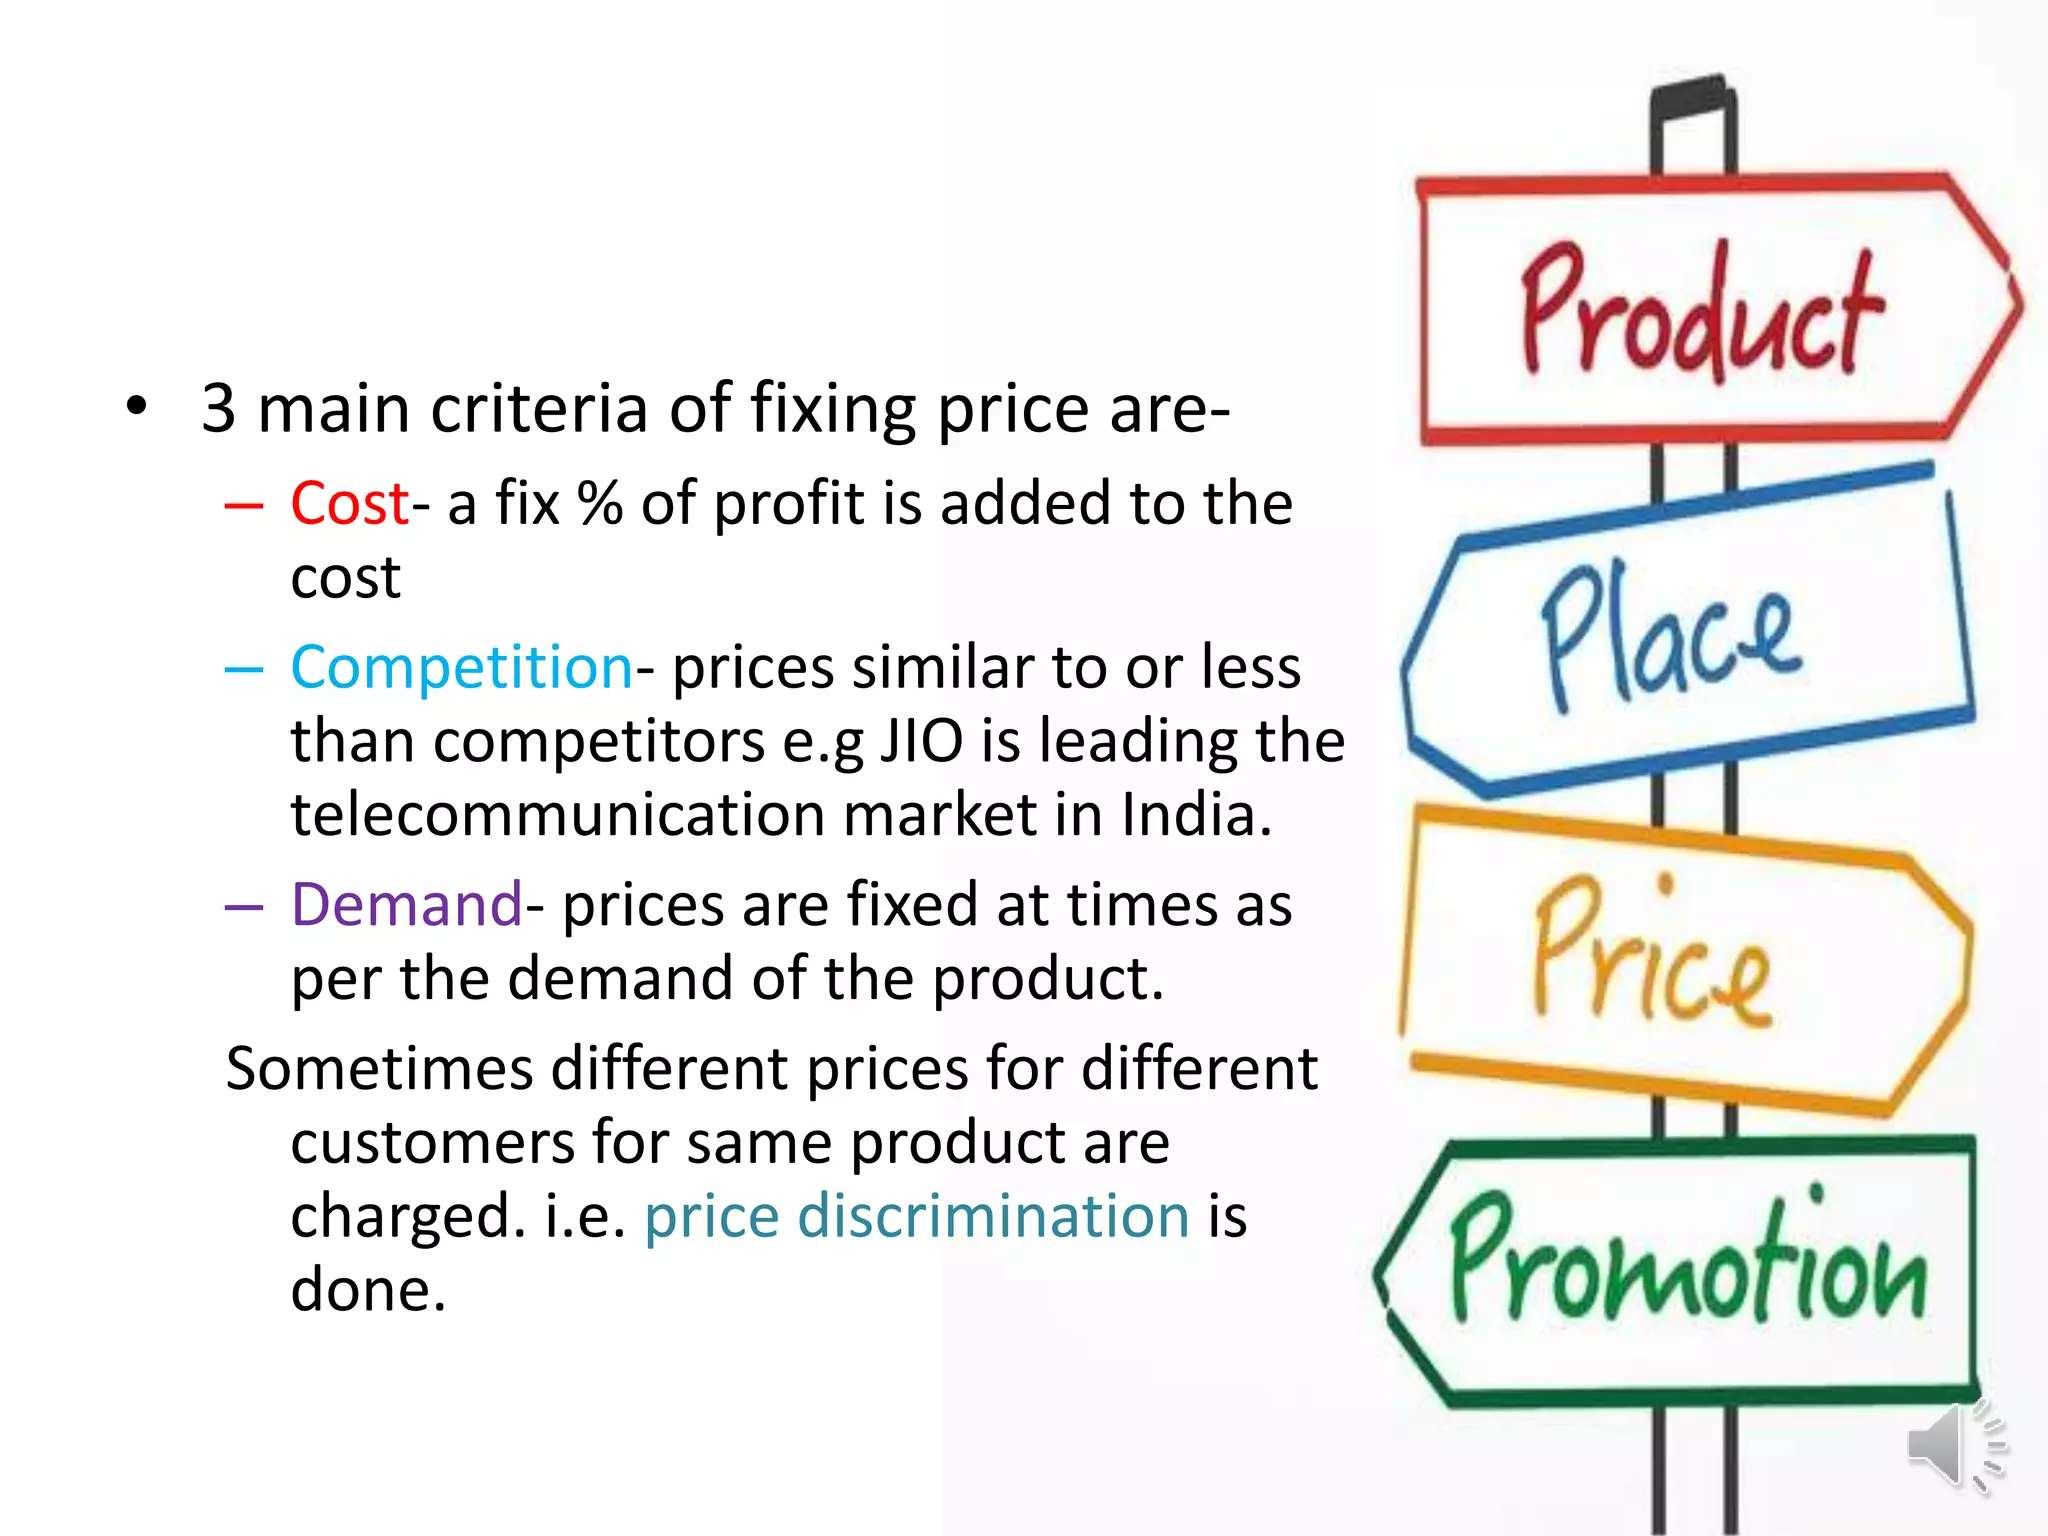 • 3 main criteria of fixing price are-
– Cost- a fix % of profit is added to the
cost
– Competition- prices similar to or less
than competitors e.g JIO is leading the
telecommunication market in India.
– Demand- prices are fixed at times as
per the demand of the product.
Sometimes different prices for different
customers for same product are
charged. i.e. price discrimination is
done.
Product
Place
Price
Promotion